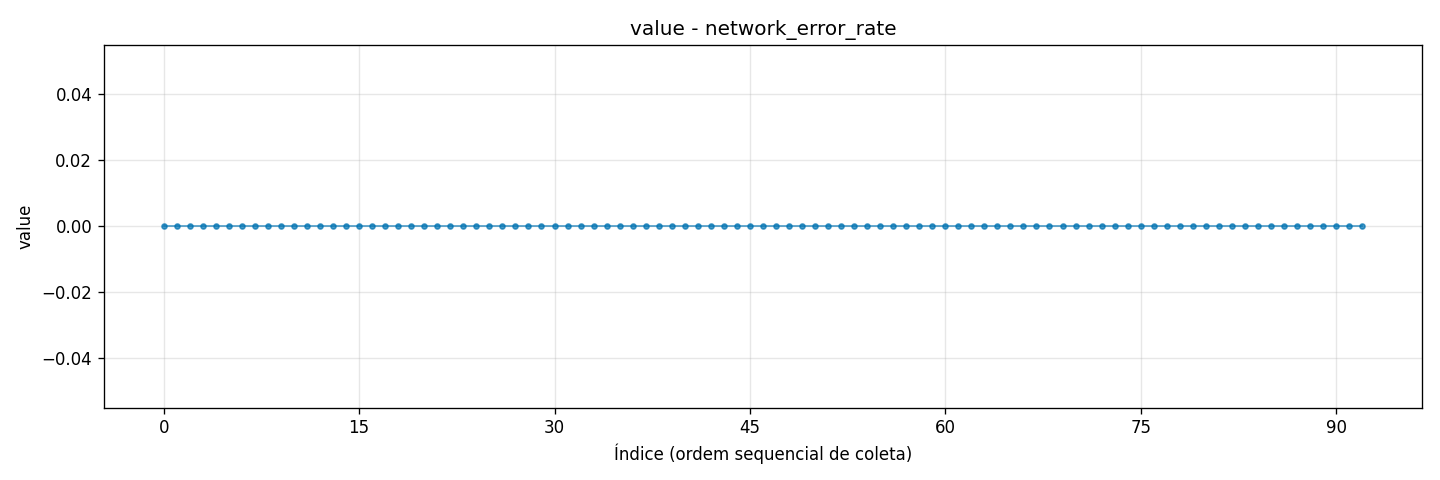 value - network_error_rate
0.04
0.02
0.00
−0.02
−0.04
value
0 15 30 45 60 75 90
Índice (ordem sequencial de coleta)